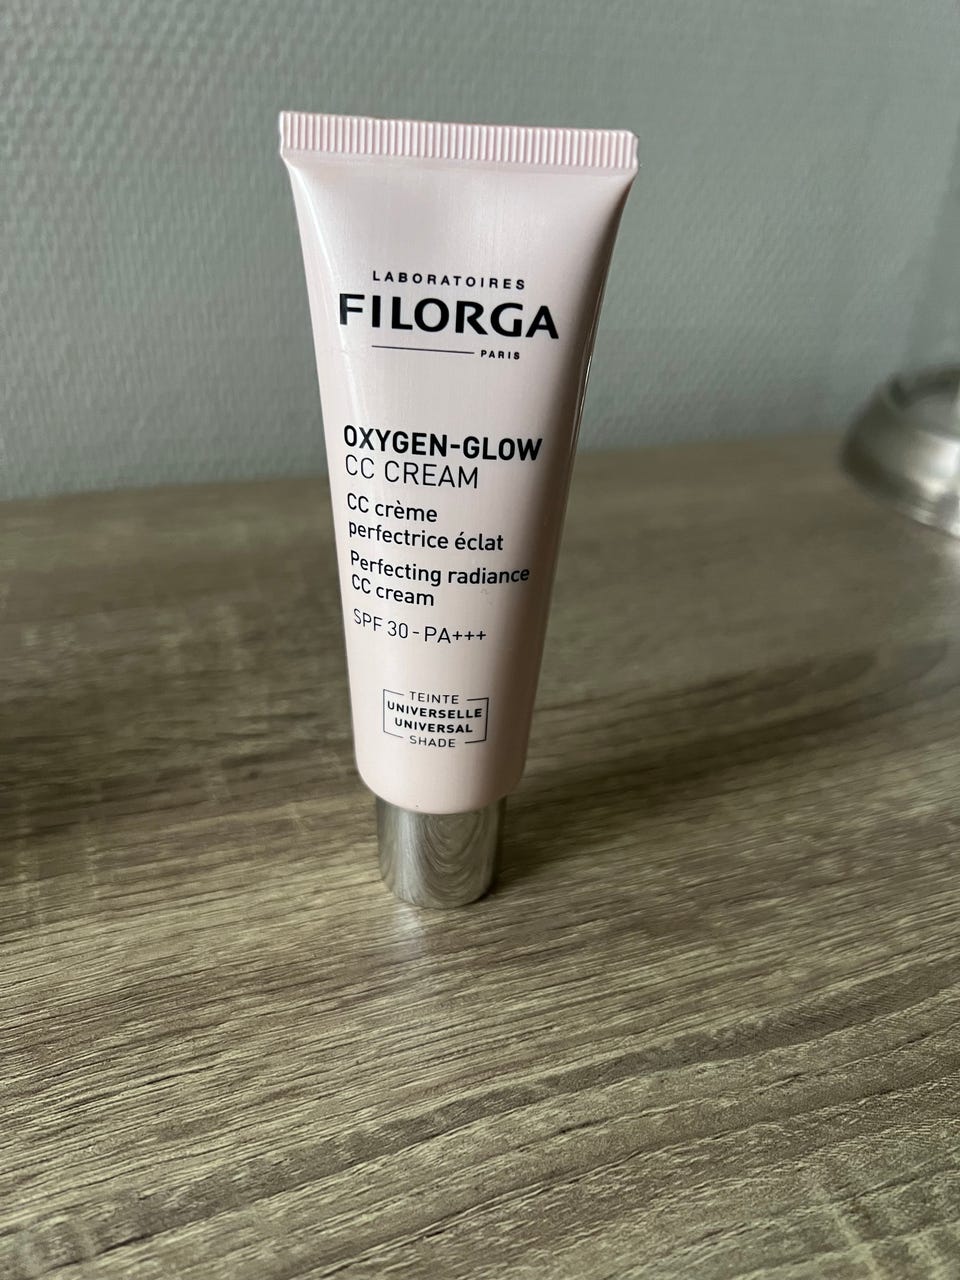 LABORATOIRES
FILORGA
PARIS
OXYGEN-GLOW
CC CREAM
CC crème
perfectrice éclat
Perfecting radiance
CC cream
SPF 30 - PA+++
TEINTE
UNIVERSELLE
UNIVERSAL
SHADE